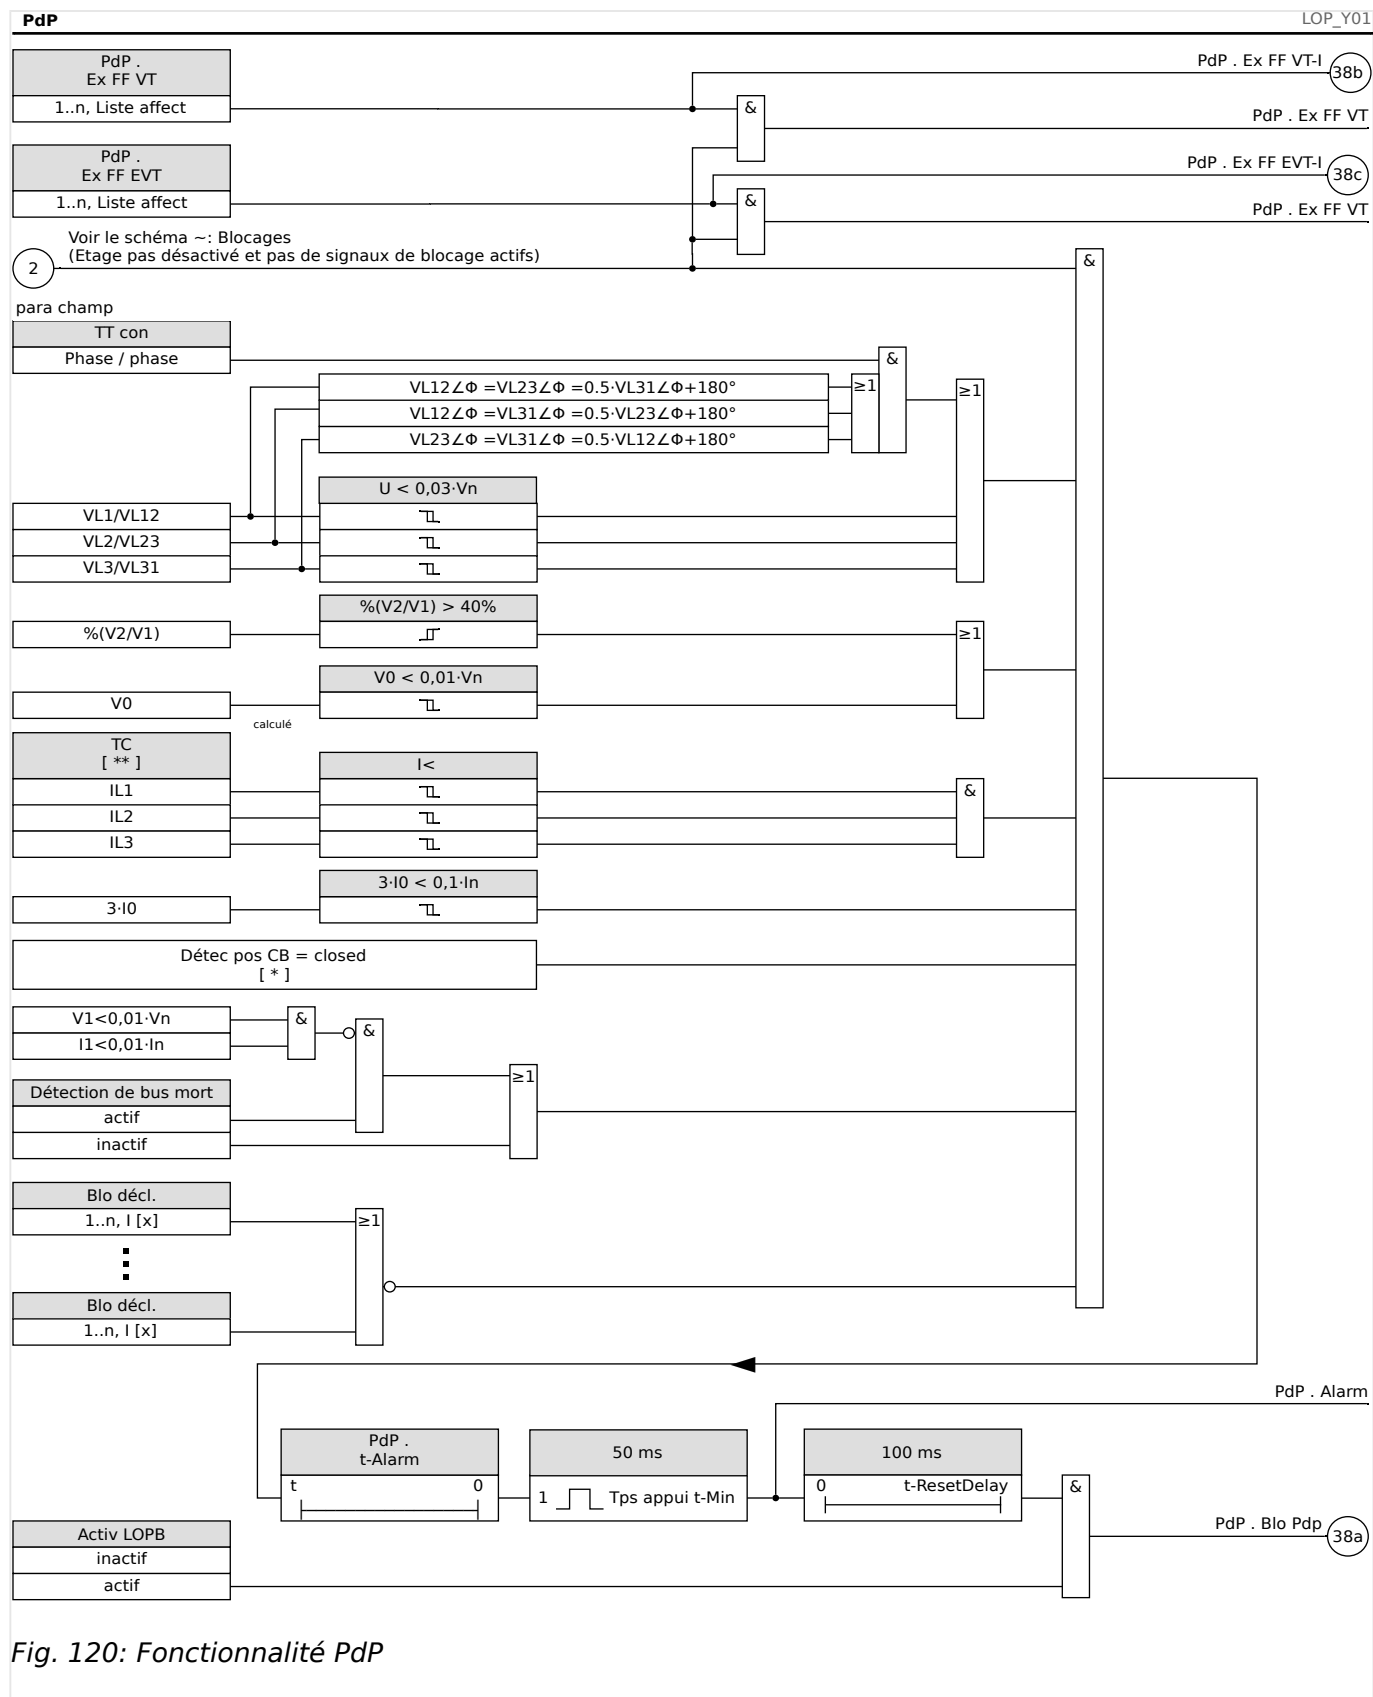 PdP
LOP_Y01
PdP .
Ex FF VT
1..n, Liste affect
PdP . Ex FF VT-I
38b
&
PdP . Ex FF VT
PdP .
Ex FF EVT
1..n, Liste affect
PdP . Ex FF EVT-I
38c
&
PdP . Ex FF VT
Voir le schéma ~: Blocages
(Etage pas désactivé et pas de signaux de blocage actifs)
2
&
para champ
TT con
Phase / phase
&
VL12∠Φ =VL23∠Φ =0.5·VL31∠Φ+180°
≥1
≥1
VL12∠Φ =VL31∠Φ =0.5·VL23∠Φ+180°
VL23∠Φ =VL31∠Φ =0.5·VL12∠Φ+180°
U < 0,03·Vn
VL1/VL12
VL2/VL23
VL3/VL31
%(V2/V1) > 40%
%(V2/V1)
≥1
V0 < 0,01·Vn
V0
calculé
TC
[ ** ]
I<
IL1
&
IL2
IL3
3·I0 < 0,1·In
3·I0
Détec pos CB = closed
[ * ]
V1<0,01·Vn
&
&
I1<0,01·In
≥1
Détection de bus mort
actif
inactif
Blo décl.
1..n, I [x]
≥1
Blo décl.
1..n, I [x]
PdP . Alarm
PdP .
t-Alarm
50 ms
100 ms
t
0
1
Tps appui t-Min
0
t-ResetDelay
&
Activ LOPB
PdP . Blo Pdp
38a
inactif
actif
Fig. 120: Fonctionnalité PdP